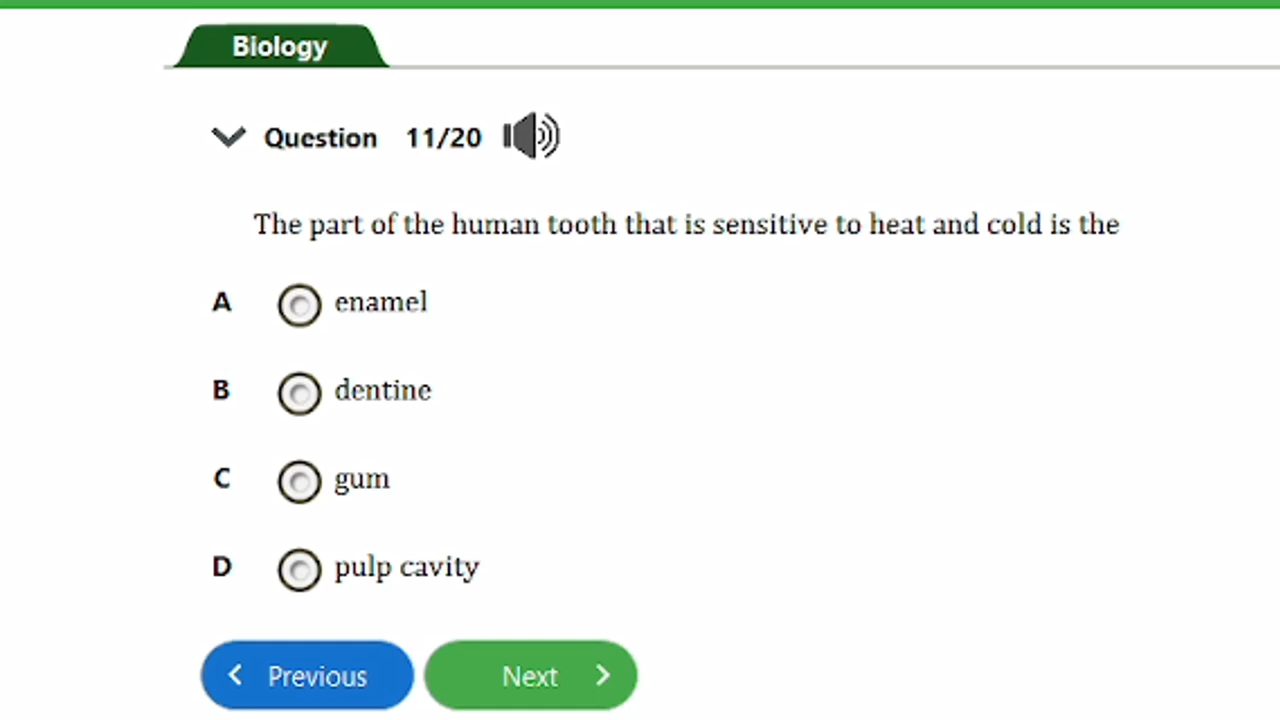 Biology
Question 11/20
The part of the human tooth that is sensitive to heat and cold is the
A enamel
B dentine
C gum
D pulp cavity
Previous Next